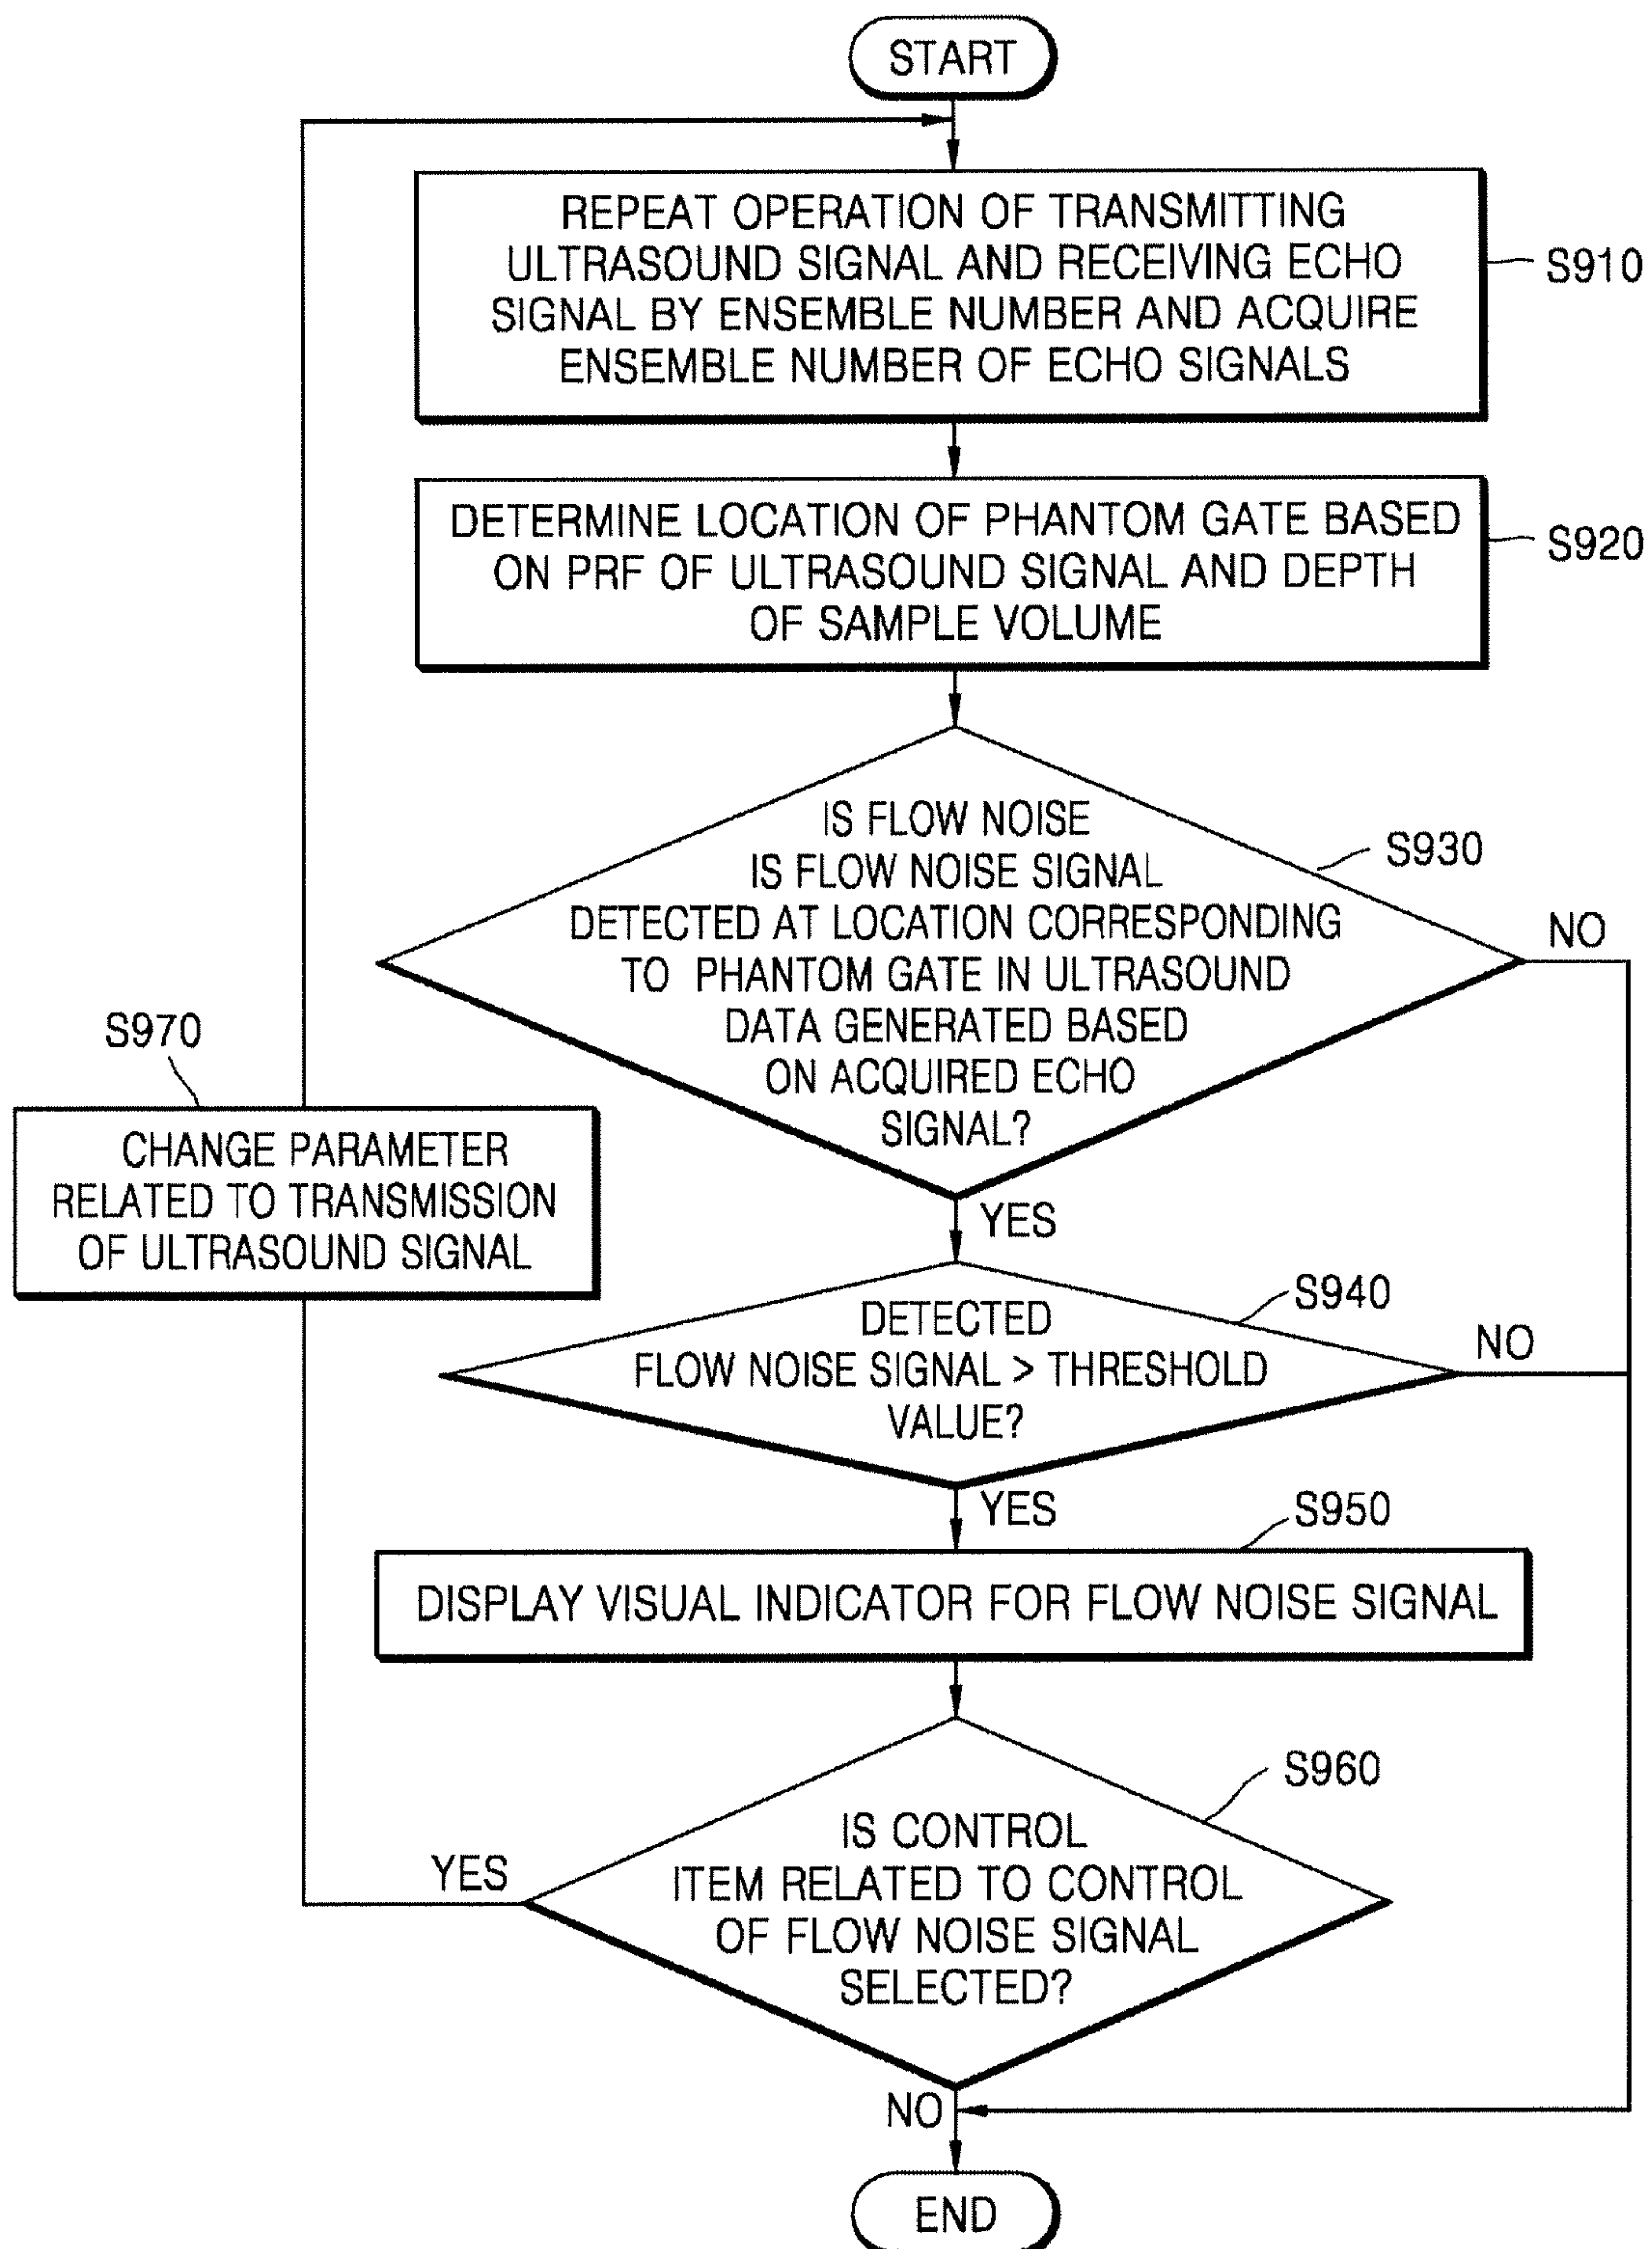 START
REPEAT OPERATION OF TRANSMITTING
ULTRASOUND SIGNAL AND RECEIVING ECHO
SIGNAL BY ENSEMBLE NUMBER AND ACQUIRE
ENSEMBLE NUMBER OF ECHO SIGNALS
S910
DETERMINE LOCATION OF PHANTOM GATE BASED
ON PRF OF ULTRASOUND SIGNAL AND DEPTH
OF SAMPLE VOLUME
S920
IS FLOW NOISE
IS FLOW NOISE SIGNAL
DETECTED AT LOCATION CORRESPONDING
TO PHANTOM GATE IN ULTRASOUND
DATA GENERATED BASED
ON ACQUIRED ECHO
SIGNAL?
S930
NO
YES
S970
CHANGE PARAMETER
RELATED TO TRANSMISSION
OF ULTRASOUND SIGNAL
DETECTED
FLOW NOISE SIGNAL > THRESHOLD
VALUE?
S940
NO
YES
S950
DISPLAY VISUAL INDICATOR FOR FLOW NOISE SIGNAL
S960
IS CONTROL
ITEM RELATED TO CONTROL
OF FLOW NOISE SIGNAL
SELECTED?
YES
NO
END